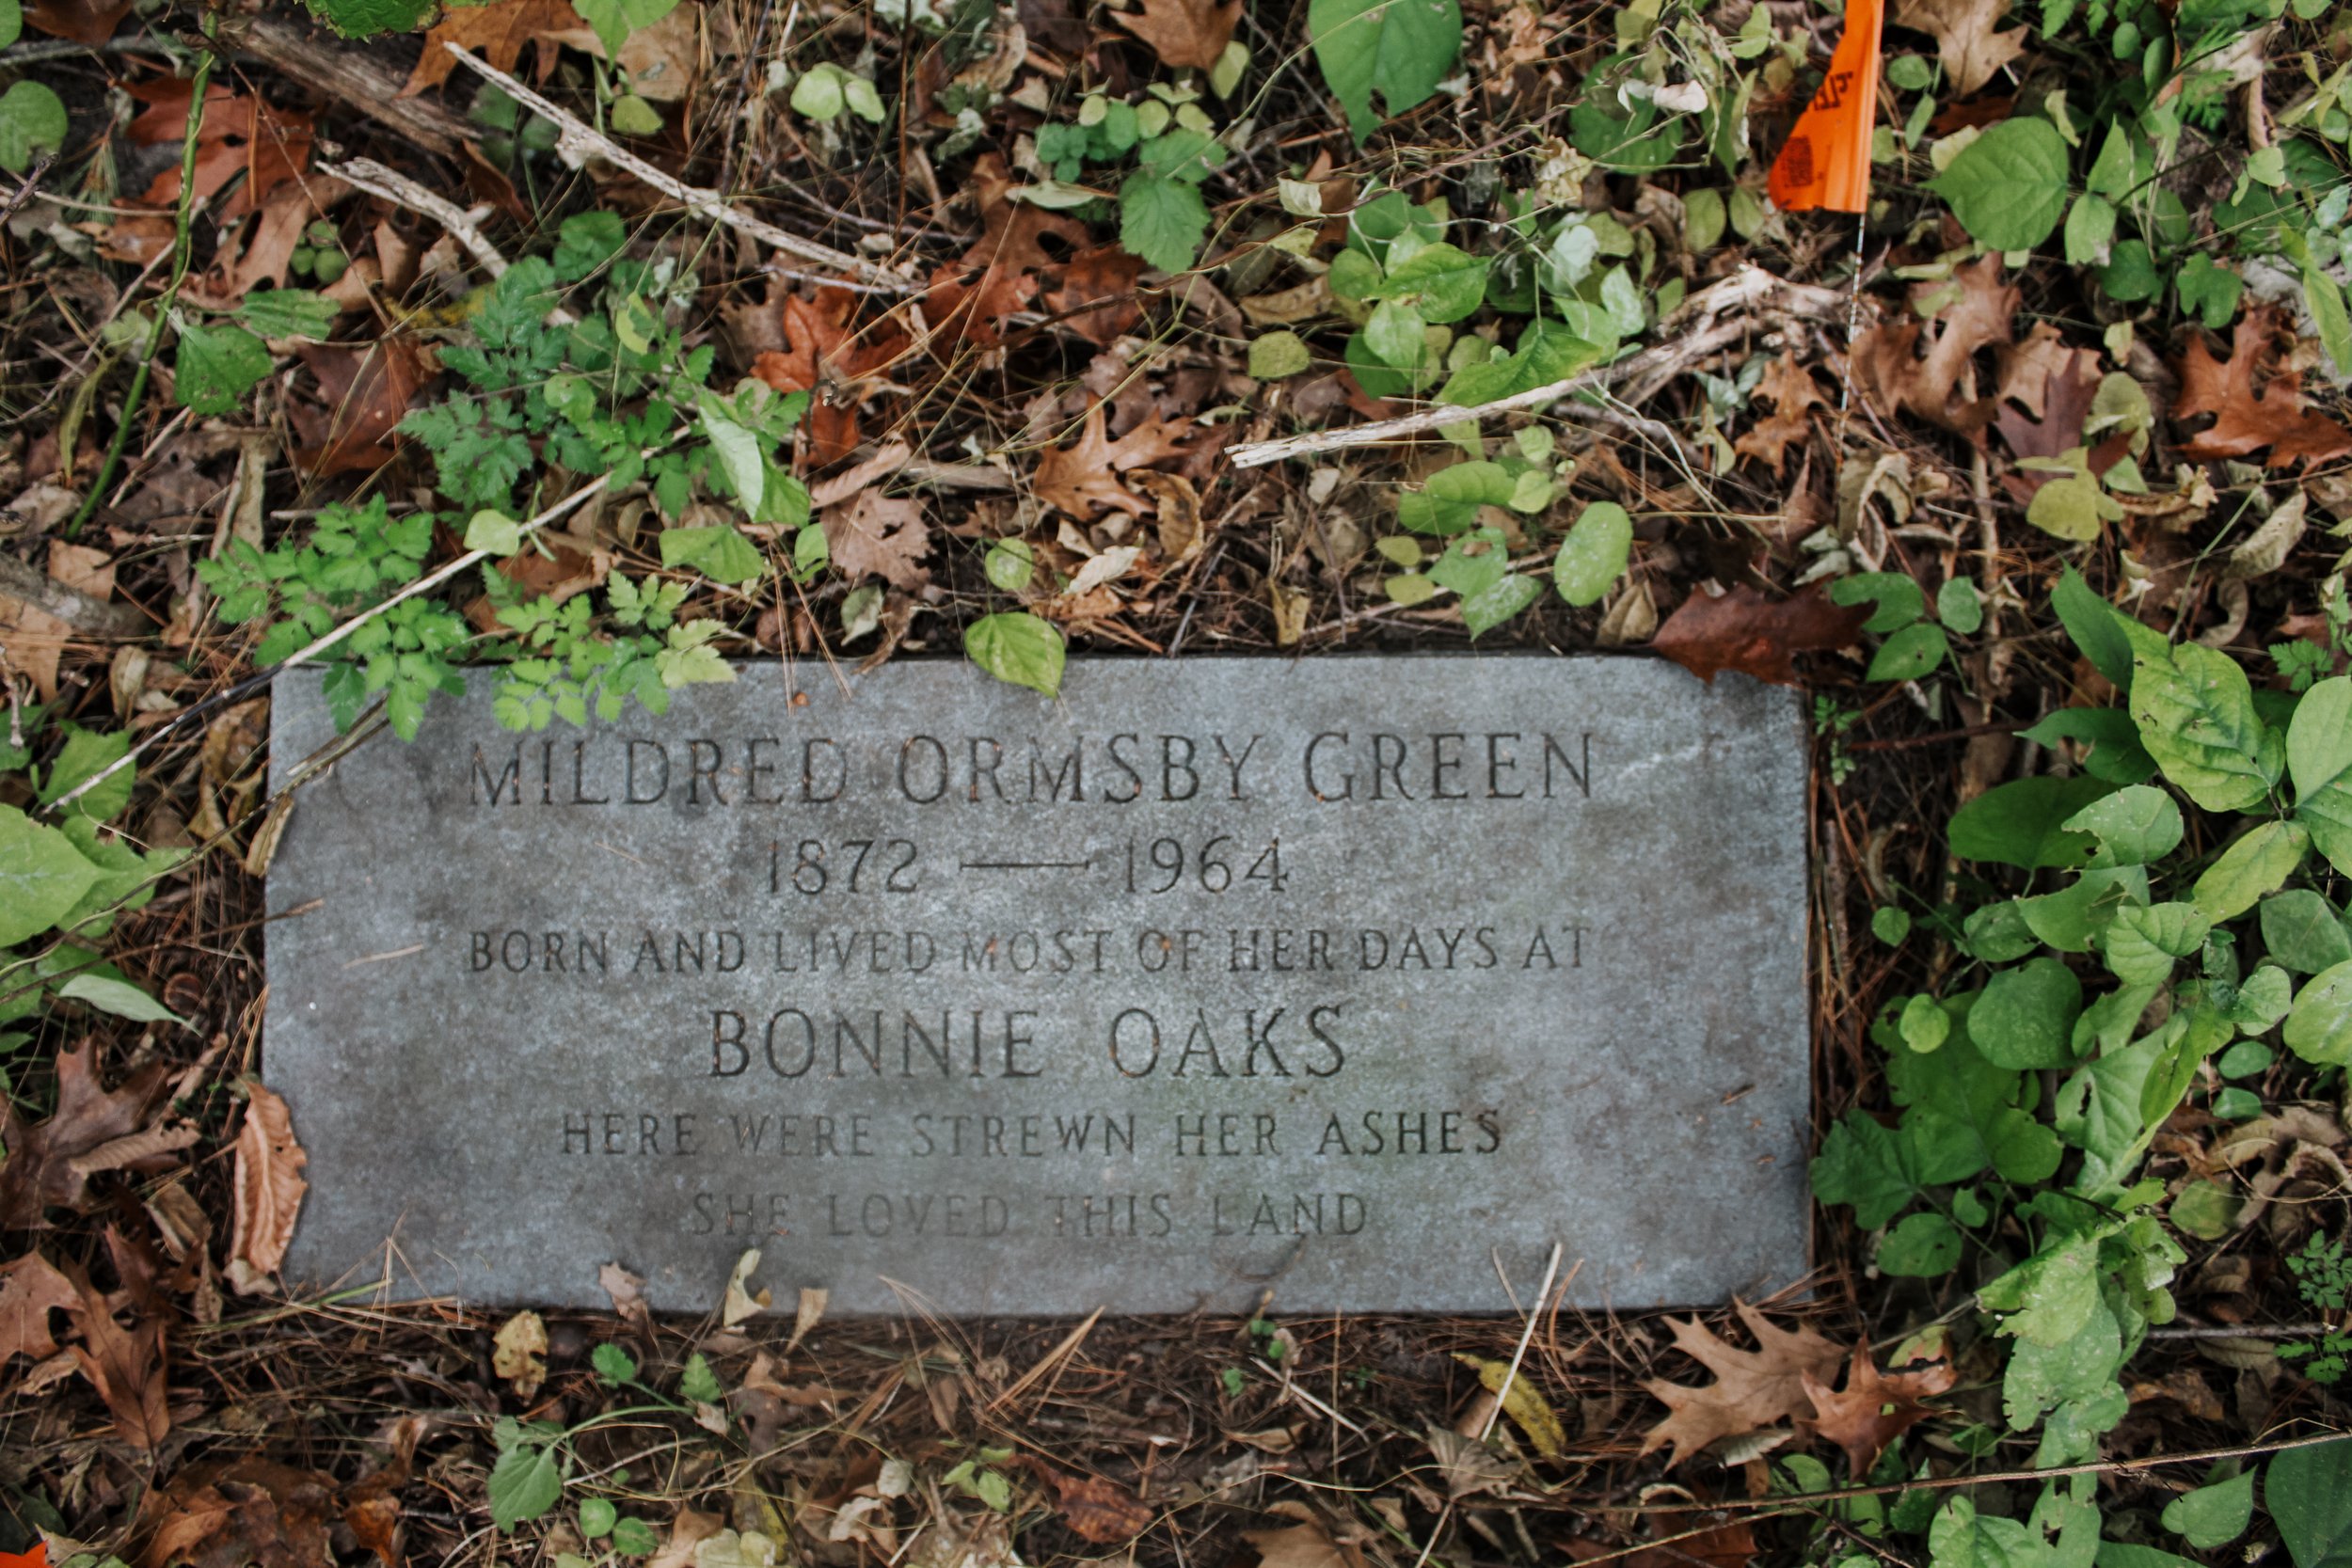 MILDRED ORMSBY GREEN
1872 — 1964
BORN AND LIVED MOST OF HER DAYS AT
BONNIE OAKS
HERE WERE STREWN HER ASHES
SHE LOVED THIS LAND